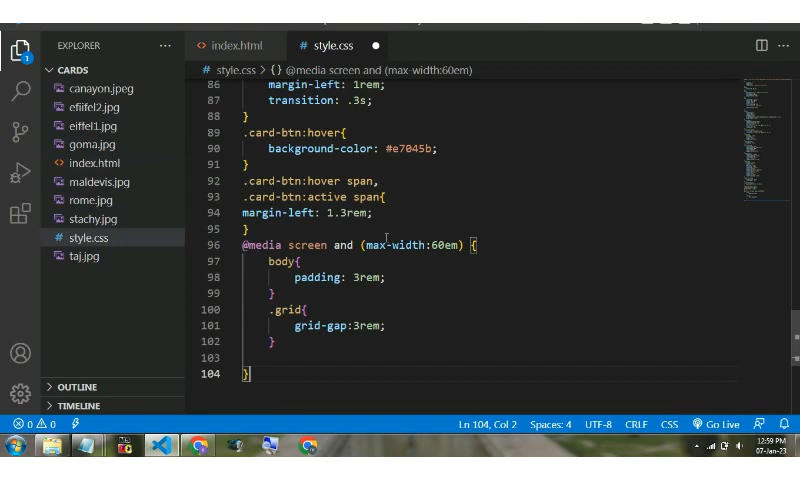 EXPLORER
index.html
# style.css
CARDS
# style.css > {} @media screen and (max-width:60em)
canayon.jpeg
efiifel2.jpg
eiffel1.jpg
goma.jpg
<> index.html
maldevis.jpg
rome.jpg
stachy.jpg
# style.css
taj.jpg
OUTLINE
TIMELINE
86 margin-left: 1rem;
87 transition: .3s;
88 }
89 .card-btn:hover{
90 background-color: #e7045b;
91 }
92 .card-btn:hover span,
93 .card-btn:active span{
94 margin-left: 1.3rem;
95 }
96 @media screen and (max-width:60em) {
97 body{
98 padding: 3rem;
99 }
100 .grid{
101 grid-gap:3rem;
102 }
103
104 }
1
0 0 Ln 104, Col 2 Spaces: 4 UTF-8 CRLF CSS Go Live
12:59 PM
07-Jan-23